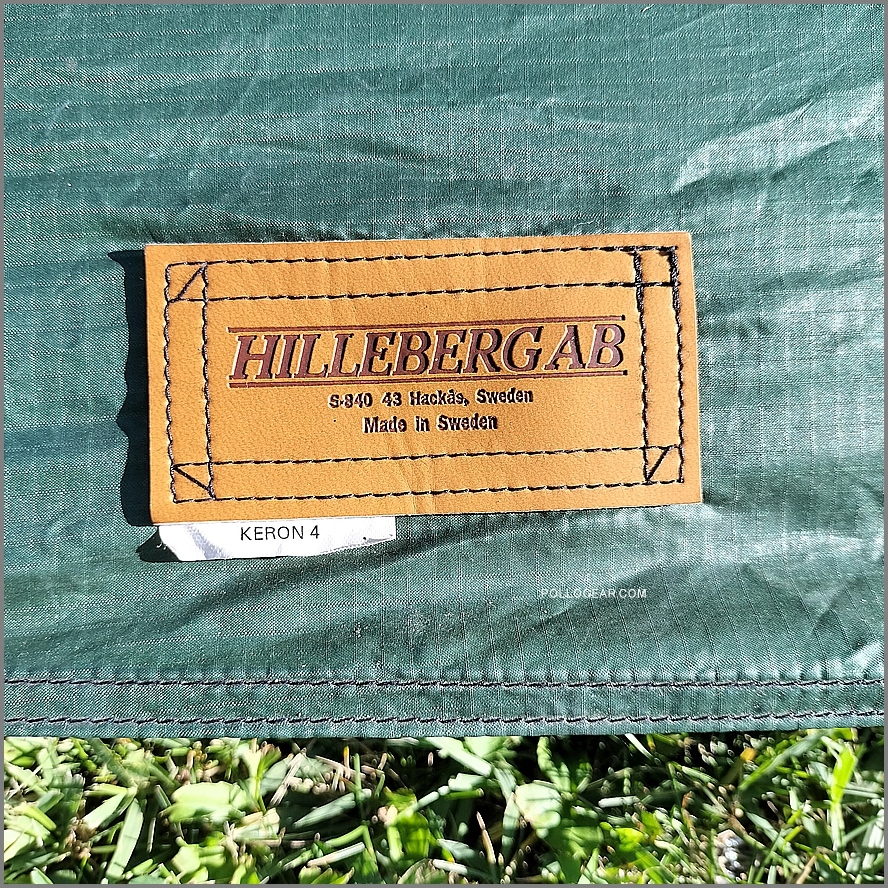 HILLEBERG AB
S-840 43 Hackås, Sweden
Made in Sweden
KERON 4
POLLOGEAR.COM